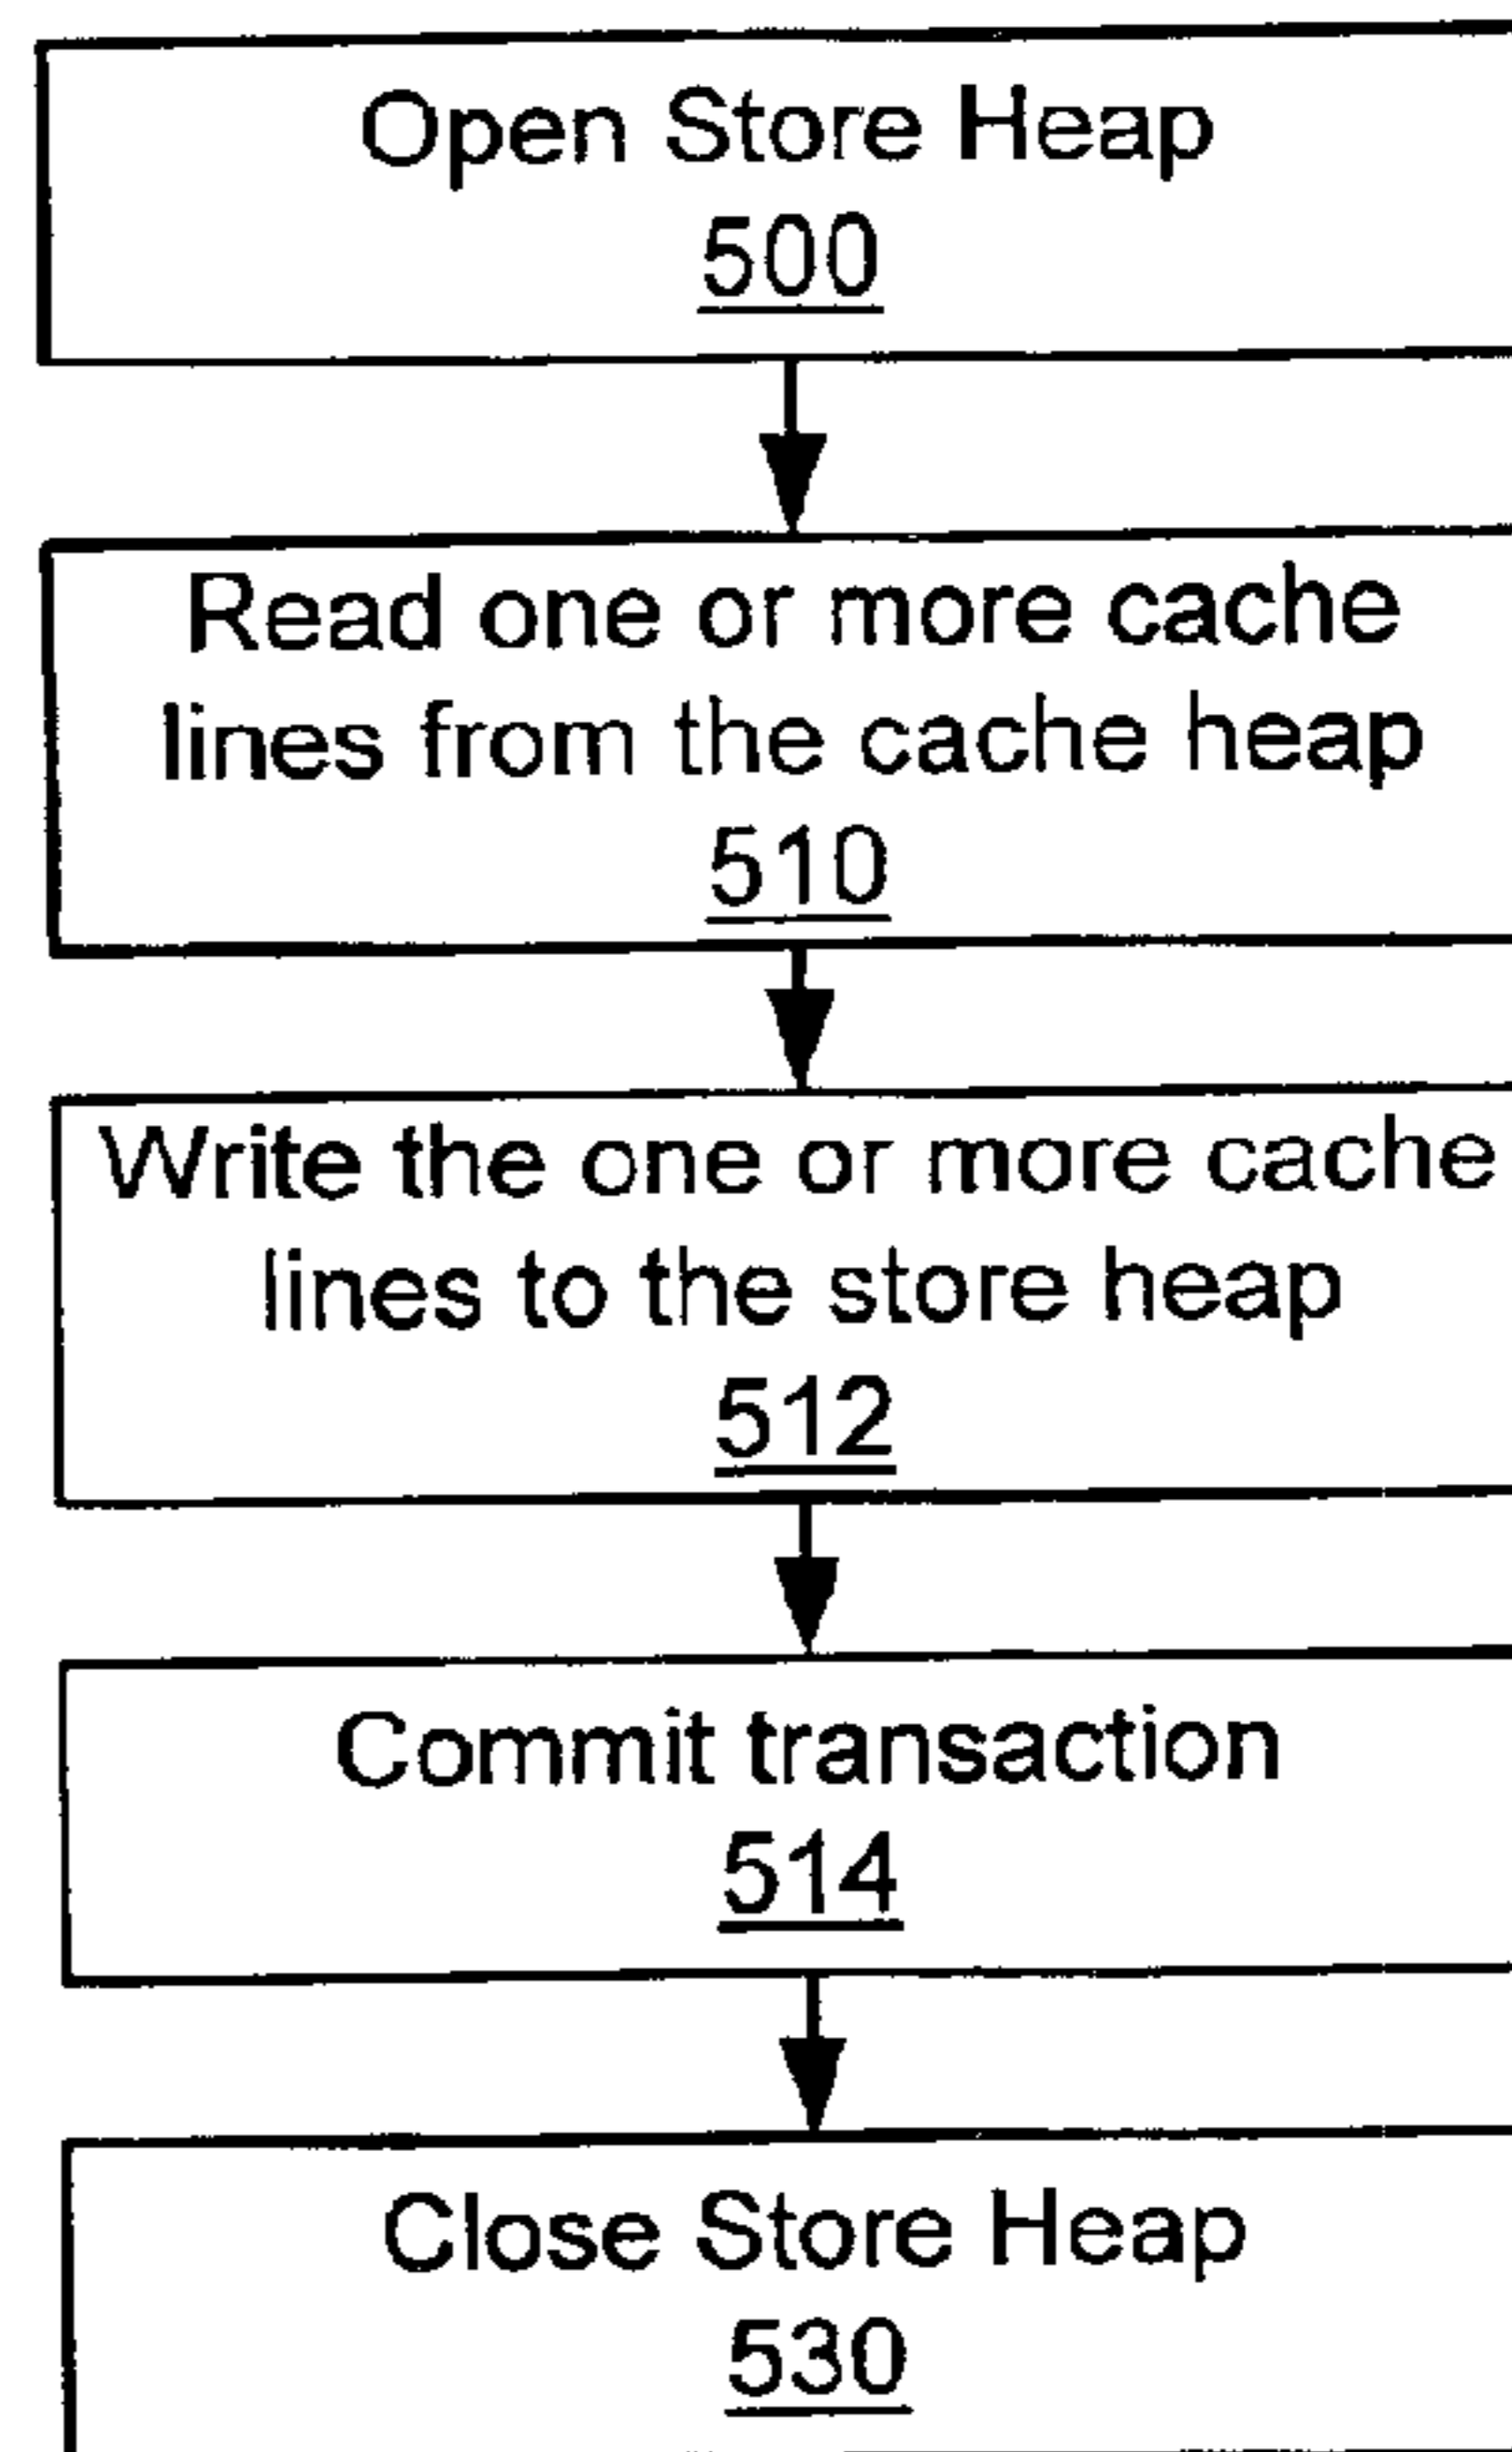 Open Store Heap
500
Read one or more cache
lines from the cache heap
510
Write the one or more cache
lines to the store heap
512
Commit transaction
514
Close Store Heap
530